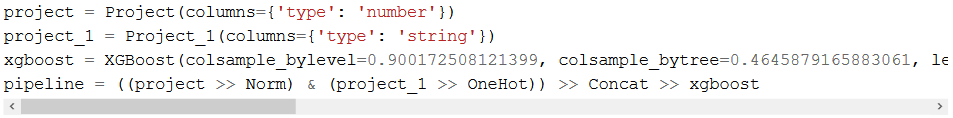 project = Project(columns={'type': 'number'})
project_1 = Project_1(columns={'type': 'string'})
xgboost = XGBoost(colsample_bylevel=0.900172508121399, colsample_bytree=0.4645879165883061, le
pipeline = ((project >> Norm) & (project_1 >> OneHot)) >> Concat >> xgboost